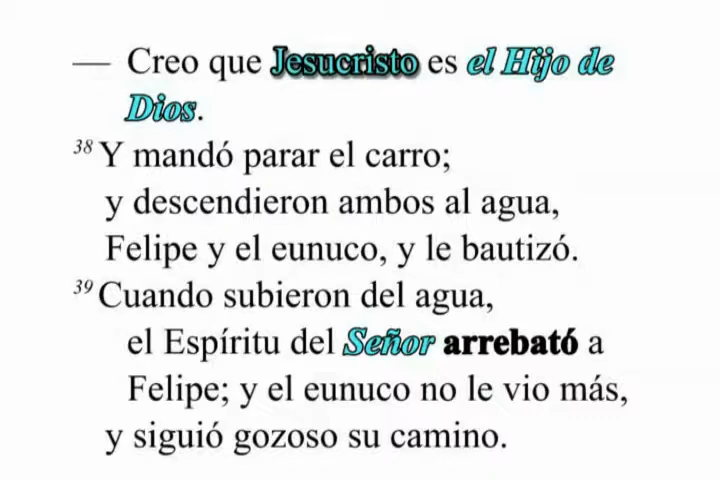 — Creo que Jesucristo es el Hijo de
Dios.
38 Y mandó parar el carro;
y descendieron ambos al agua,
Felipe y el eunuco, y le bautizó.
39 Cuando subieron del agua,
el Espíritu del Señor arrebató a
Felipe; y el eunuco no le vio más,
y siguió gozoso su camino.